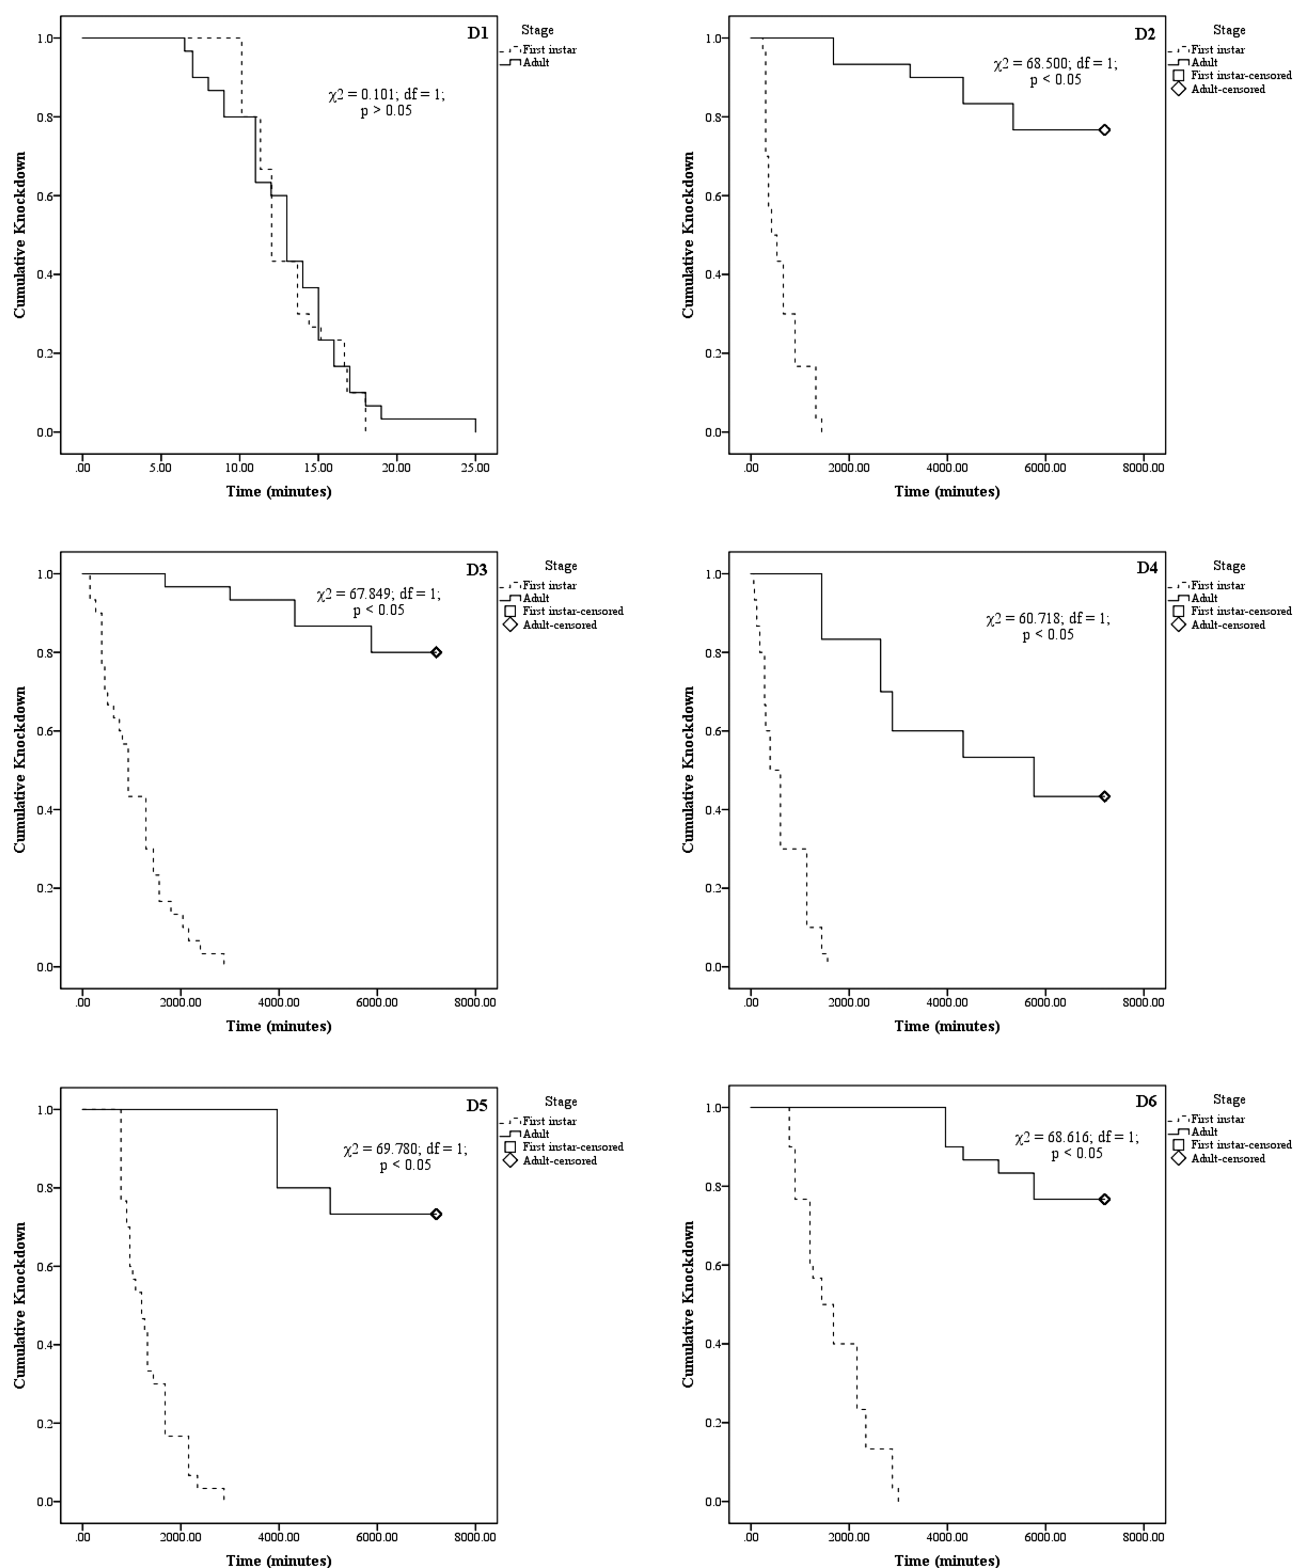 D1
Stage
First instar
Adult
χ2 = 0.101; df = 1;
p > 0.05
Cumulative Knockdown
1.0
0.8
0.6
0.4
0.2
0.0
.00 5.00 10.00 15.00 20.00 25.00
Time (minutes)
D2
Stage
First instar
Adult
First instar-censored
Adult-censored
χ2 = 68.500; df = 1;
p < 0.05
Cumulative Knockdown
1.0
0.8
0.6
0.4
0.2
0.0
.00 2000.00 4000.00 6000.00 8000.00
Time (minutes)
D3
Stage
First instar
Adult
First instar-censored
Adult-censored
χ2 = 67.849; df = 1;
p < 0.05
Cumulative Knockdown
1.0
0.8
0.6
0.4
0.2
0.0
.00 2000.00 4000.00 6000.00 8000.00
Time (minutes)
D4
Stage
First instar
Adult
First instar-censored
Adult-censored
χ2 = 60.718; df = 1;
p < 0.05
Cumulative Knockdown
1.0
0.8
0.6
0.4
0.2
0.0
.00 2000.00 4000.00 6000.00 8000.00
Time (minutes)
D5
Stage
First instar
Adult
First instar-censored
Adult-censored
χ2 = 69.780; df = 1;
p < 0.05
Cumulative Knockdown
1.0
0.8
0.6
0.4
0.2
0.0
.00 2000.00 4000.00 6000.00 8000.00
Time (minutes)
D6
Stage
First instar
Adult
First instar-censored
Adult-censored
χ2 = 68.616; df = 1;
p < 0.05
Cumulative Knockdown
1.0
0.8
0.6
0.4
0.2
0.0
.00 2000.00 4000.00 6000.00 8000.00
Time (minutes)